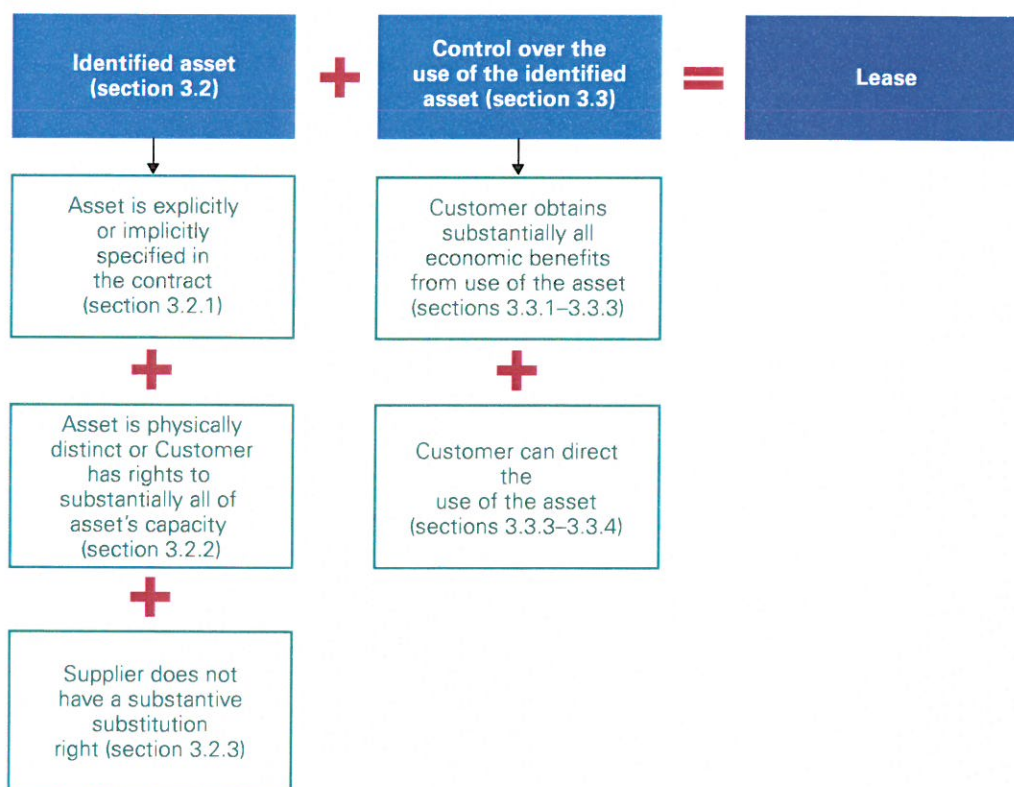 Identified asset
(section 3.2)
+
Control over the
use of the identified
asset (section 3.3)
=
Lease
Asset is explicitly
or implicitly
specified in
the contract
(section 3.2.1)
+
Asset is physically
distinct or Customer
has rights to
substantially all of
asset's capacity
(section 3.2.2)
+
Supplier does not
have a substantive
substitution
right (section 3.2.3)
Customer obtains
substantially all
economic benefits
from use of the asset
(sections 3.3.1–3.3.3)
+
Customer can direct
the
use of the asset
(sections 3.3.3–3.3.4)